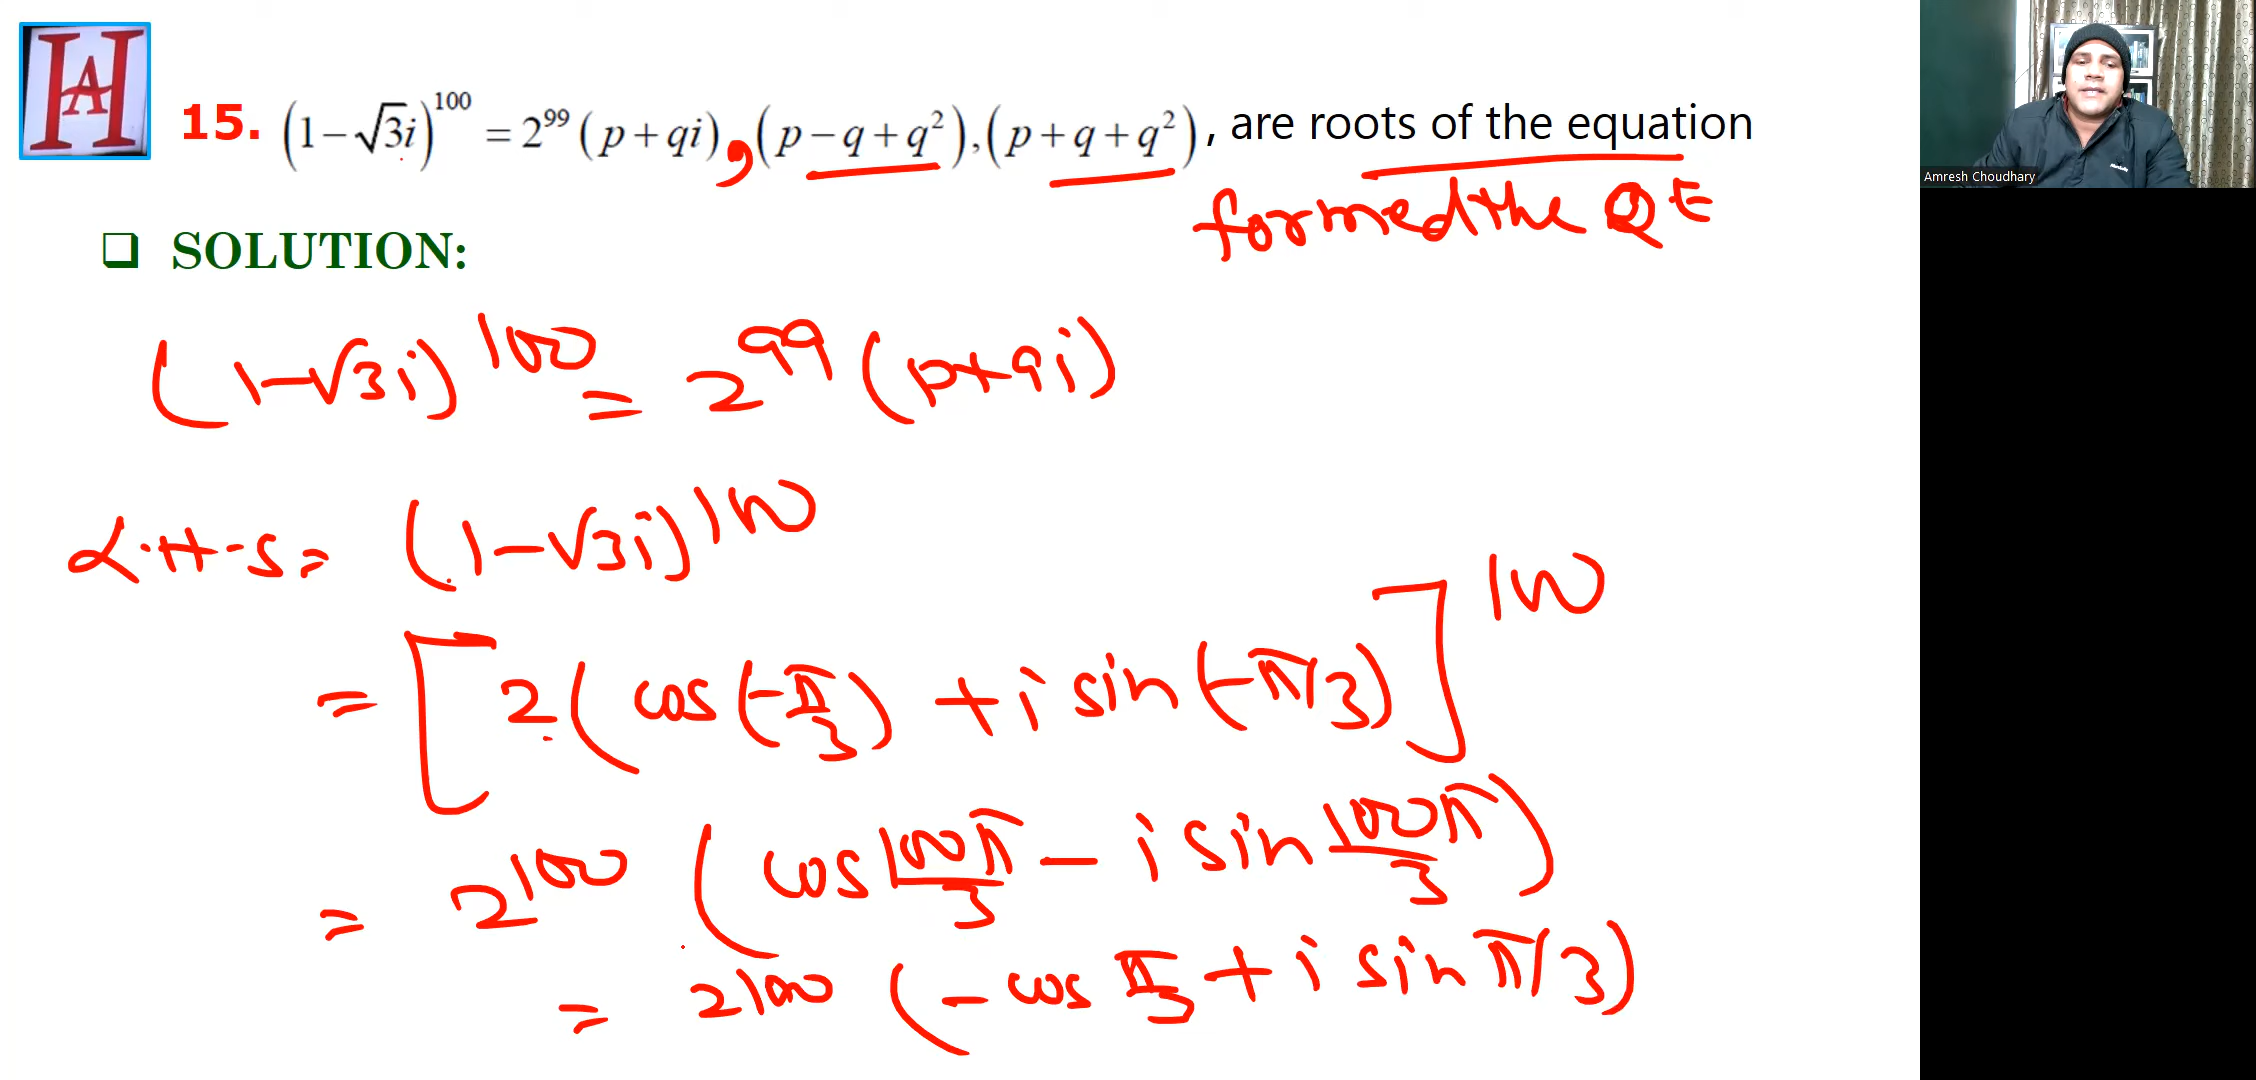 HA
15. (1−√3i)^100 = 2^99 (p+qi), (p−q+q²), (p+q+q²), are roots of the equation
formed the QE
❑ SOLUTION:
(1−√3i)^100 = 2^99 (p+qi)
L.H.S = (1−√3i)^100
= [2(cos(−π/3) + i sin(−π/3)]^100
= 2^100 (cos 100π/3 − i sin 100π/3)
= 2^100 (−cos π/3 + i sin π/3)
Amresh Choudhary